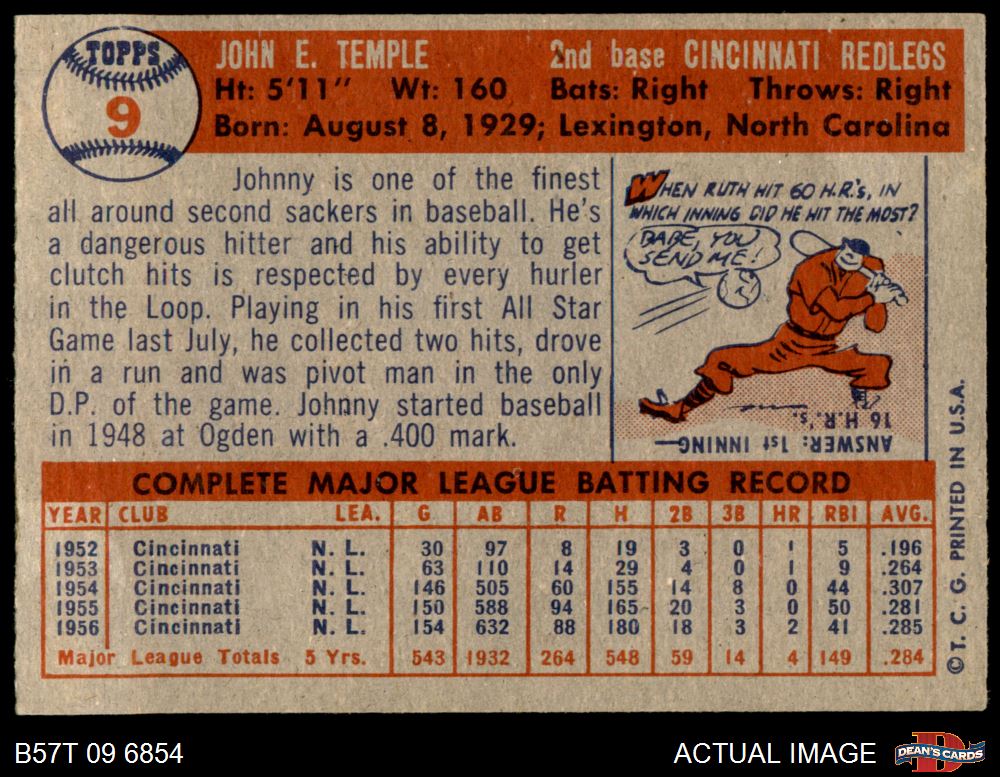 TOPPS
9
JOHN E. TEMPLE 2nd base CINCINNATI REDLEGS
Ht: 5'11" Wt: 160 Bats: Right Throws: Right
Born: August 8, 1929; Lexington, North Carolina
Johnny is one of the finest
all around second sackers in baseball. He's
a dangerous hitter and his ability to get
clutch hits is respected by every hurler
in the Loop. Playing in his first All Star
Game last July, he collected two hits, drove
in a run and was pivot man in the only
D.P. of the game. Johnny started baseball
in 1948 at Ogden with a .400 mark.
WHEN RUTH HIT 60 H.R.'s, IN
WHICH INNING DID HE HIT THE MOST?
BABE, YOU
SEND ME!
ANSWER: 1st INNING—
16 H.R.'s.
COMPLETE MAJOR LEAGUE BATTING RECORD
YEAR CLUB LEA. G AB R H 2B 3B HR RBI AVG.
1952 Cincinnati N. L. 30 97 8 19 3 0 1 5 .196
1953 Cincinnati N. L. 63 110 14 29 4 0 1 9 .264
1954 Cincinnati N. L. 146 505 60 155 14 8 0 44 .307
1955 Cincinnati N. L. 150 588 94 165 20 3 0 50 .281
1956 Cincinnati N. L. 154 632 88 180 18 3 2 41 .285
Major League Totals 5 Yrs. 543 1932 264 548 59 14 4 149 .284
© T. C. G. PRINTED IN U.S.A.
B57T 09 6854
ACTUAL IMAGE
D
DEAN'S CARDS